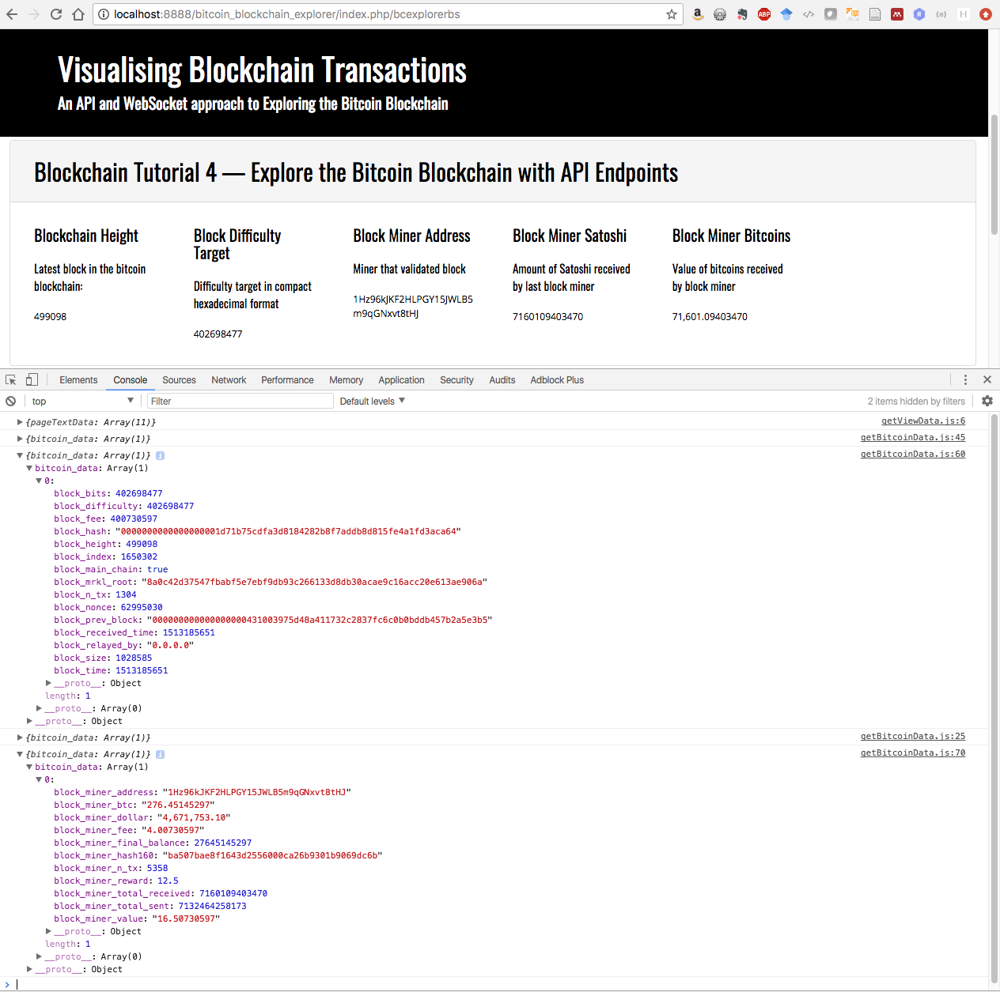 localhost:8888/bitcoin_blockchain_explorer/index.php/bcexplorerbs
Visualising Blockchain Transactions
An API and WebSocket approach to Exploring the Bitcoin Blockchain
Blockchain Tutorial 4 — Explore the Bitcoin Blockchain with API Endpoints
Blockchain Height
Latest block in the bitcoin
blockchain:
499098
Block Difficulty
Target
Difficulty target in compact
hexadecimal format
402698477
Block Miner Address
Miner that validated block
1Hz96kJKF2HLPGY15JWLB5
m9qGNxvt8tHJ
Block Miner Satoshi
Amount of Satoshi received
by last block miner
7160109403470
Block Miner Bitcoins
Value of bitcoins received
by block miner
71,601.09403470
Elements Console Sources Network Performance Memory Application Security Audits Adblock Plus
top Filter Default levels 2 items hidden by filters
{pageTextData: Array(11)} getViewData.js:6
{bitcoin_data: Array(1)} getBitcoinData.js:45
{bitcoin_data: Array(1)} getBitcoinData.js:60
bitcoin_data: Array(1)
0:
block_bits: 402698477
block_difficulty: 402698477
block_fee: 400730597
block_hash: "0000000000000000001d71b75cdfa3d8184282b8f7addb8d815fe4a1fd3aca64"
block_height: 499098
block_index: 1650302
block_main_chain: true
block_mrkl_root: "8a0c42d37547fbabf5e7ebf9db93c266133d8db30acae9c16acc20e613ae906a"
block_n_tx: 1304
block_nonce: 62995030
block_prev_block: "000000000000000000431003975d48a411732c2837fc6c0b0bddb457b2a5e3b5"
block_received_time: 1513185651
block_relayed_by: "0.0.0.0"
block_size: 1028585
block_time: 1513185651
__proto__: Object
length: 1
__proto__: Array(0)
__proto__: Object
{bitcoin_data: Array(1)} getBitcoinData.js:25
{bitcoin_data: Array(1)} getBitcoinData.js:70
bitcoin_data: Array(1)
0:
block_miner_address: "1Hz96kJKF2HLPGY15JWLB5m9qGNxvt8tHJ"
block_miner_btc: "276.45145297"
block_miner_dollar: "4,671,753.10"
block_miner_fee: "4.00730597"
block_miner_final_balance: 27645145297
block_miner_hash160: "ba507bae8f1643d2556000ca26b9301b9069dc6b"
block_miner_n_tx: 5358
block_miner_reward: 12.5
block_miner_total_received: 7160109403470
block_miner_total_sent: 7132464258173
block_miner_value: "16.50730597"
__proto__: Object
length: 1
__proto__: Array(0)
__proto__: Object